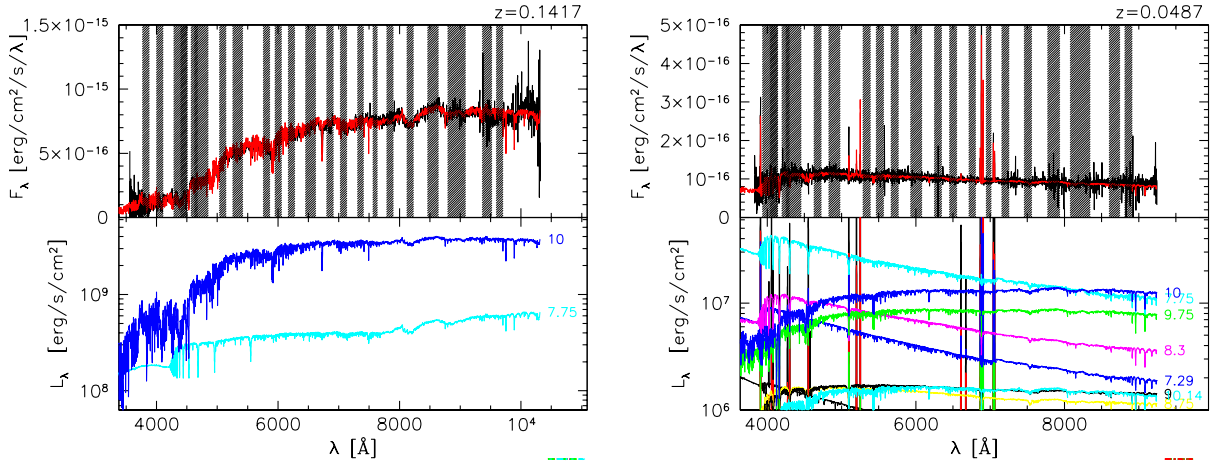 z=0.1417
1.5×10⁻¹⁵
10⁻¹⁵
5×10⁻¹⁶
0
F_λ [erg/cm²/s/λ]
10
7.75
10⁹
10⁸
L_λ [erg/s/cm²]
4000 6000 8000 10⁴
λ [Å]
z=0.0487
5×10⁻¹⁶
4×10⁻¹⁶
3×10⁻¹⁶
2×10⁻¹⁶
10⁻¹⁶
0
F_λ [erg/cm²/s/λ]
10
7.75
9.75
8.3
7.29
9
10.14
10⁷
10⁶
L_λ [erg/s/cm²]
4000 6000 8000
λ [Å]